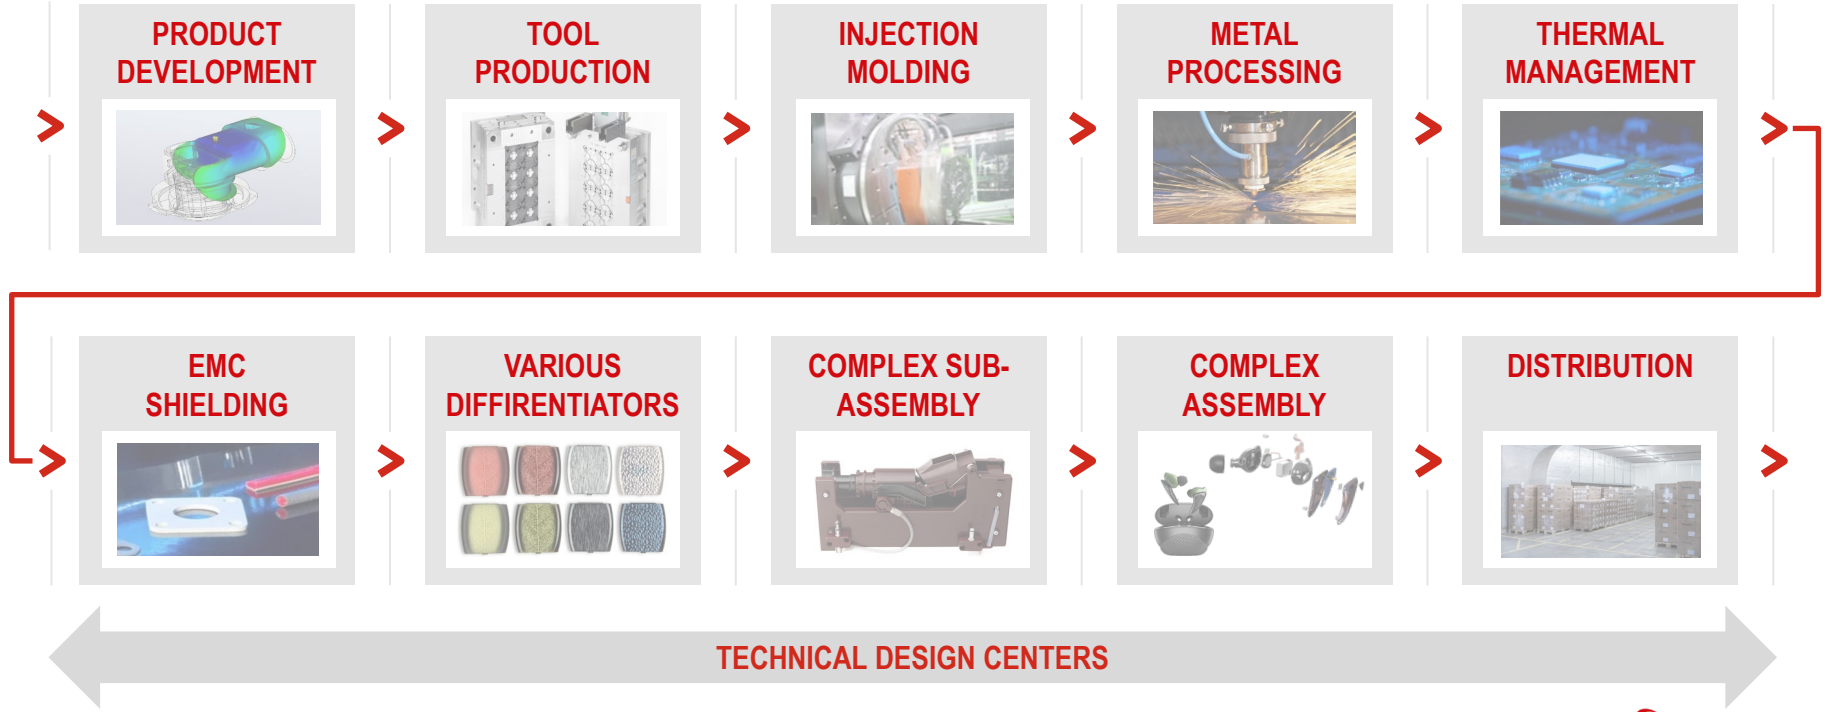 PRODUCT
DEVELOPMENT
TOOL
PRODUCTION
INJECTION
MOLDING
METAL
PROCESSING
THERMAL
MANAGEMENT
EMC
SHIELDING
VARIOUS
DIFFIRENTIATORS
COMPLEX SUB-
ASSEMBLY
COMPLEX
ASSEMBLY
DISTRIBUTION
TECHNICAL DESIGN CENTERS